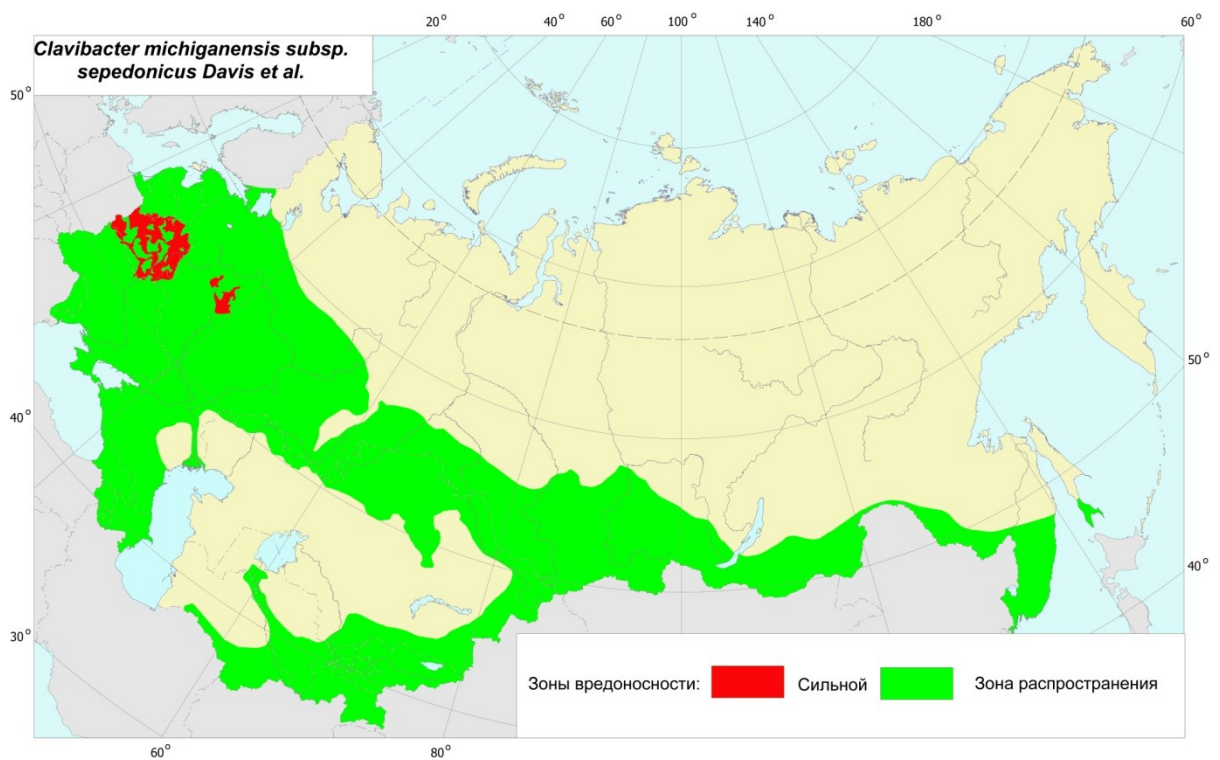 20° 40° 60° 80° 100° 140° 180° 60°
Clavibacter michiganensis subsp.
sepedonicus Davis et al.
50°
50°
40°
40°
30°
Зоны вредоносности: Сильной Зона распространения
60° 80°